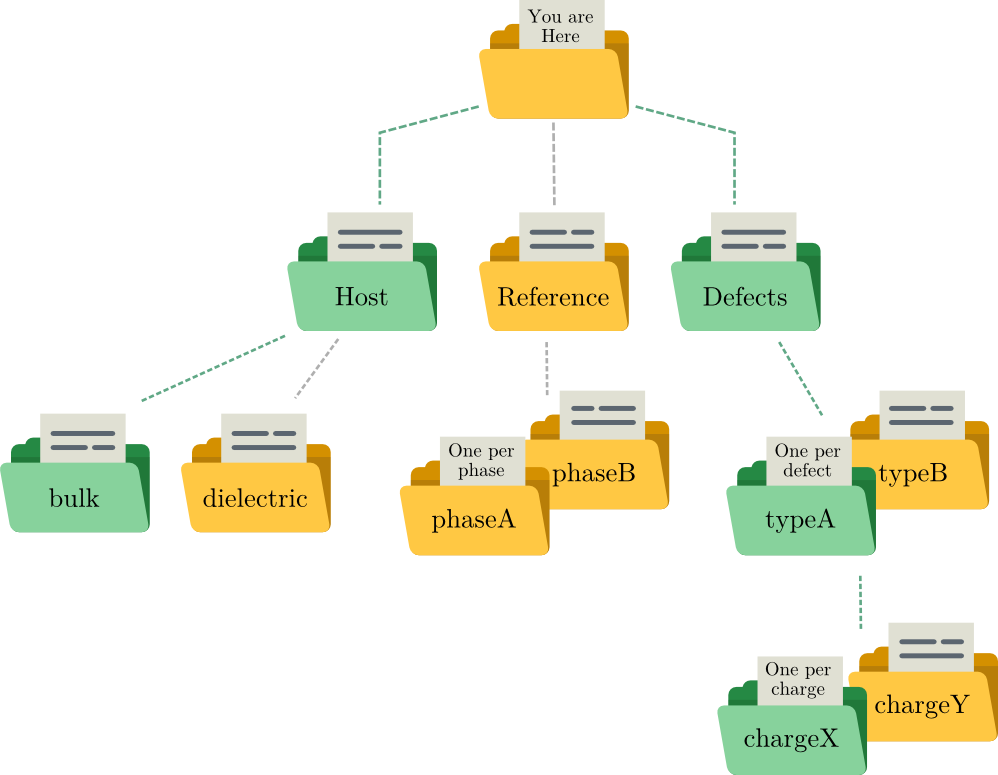 You are
Here
Host
Reference
Defects
bulk
dielectric
One per
phase
phaseA
phaseB
One per
defect
typeA
typeB
One per
charge
chargeX
chargeY